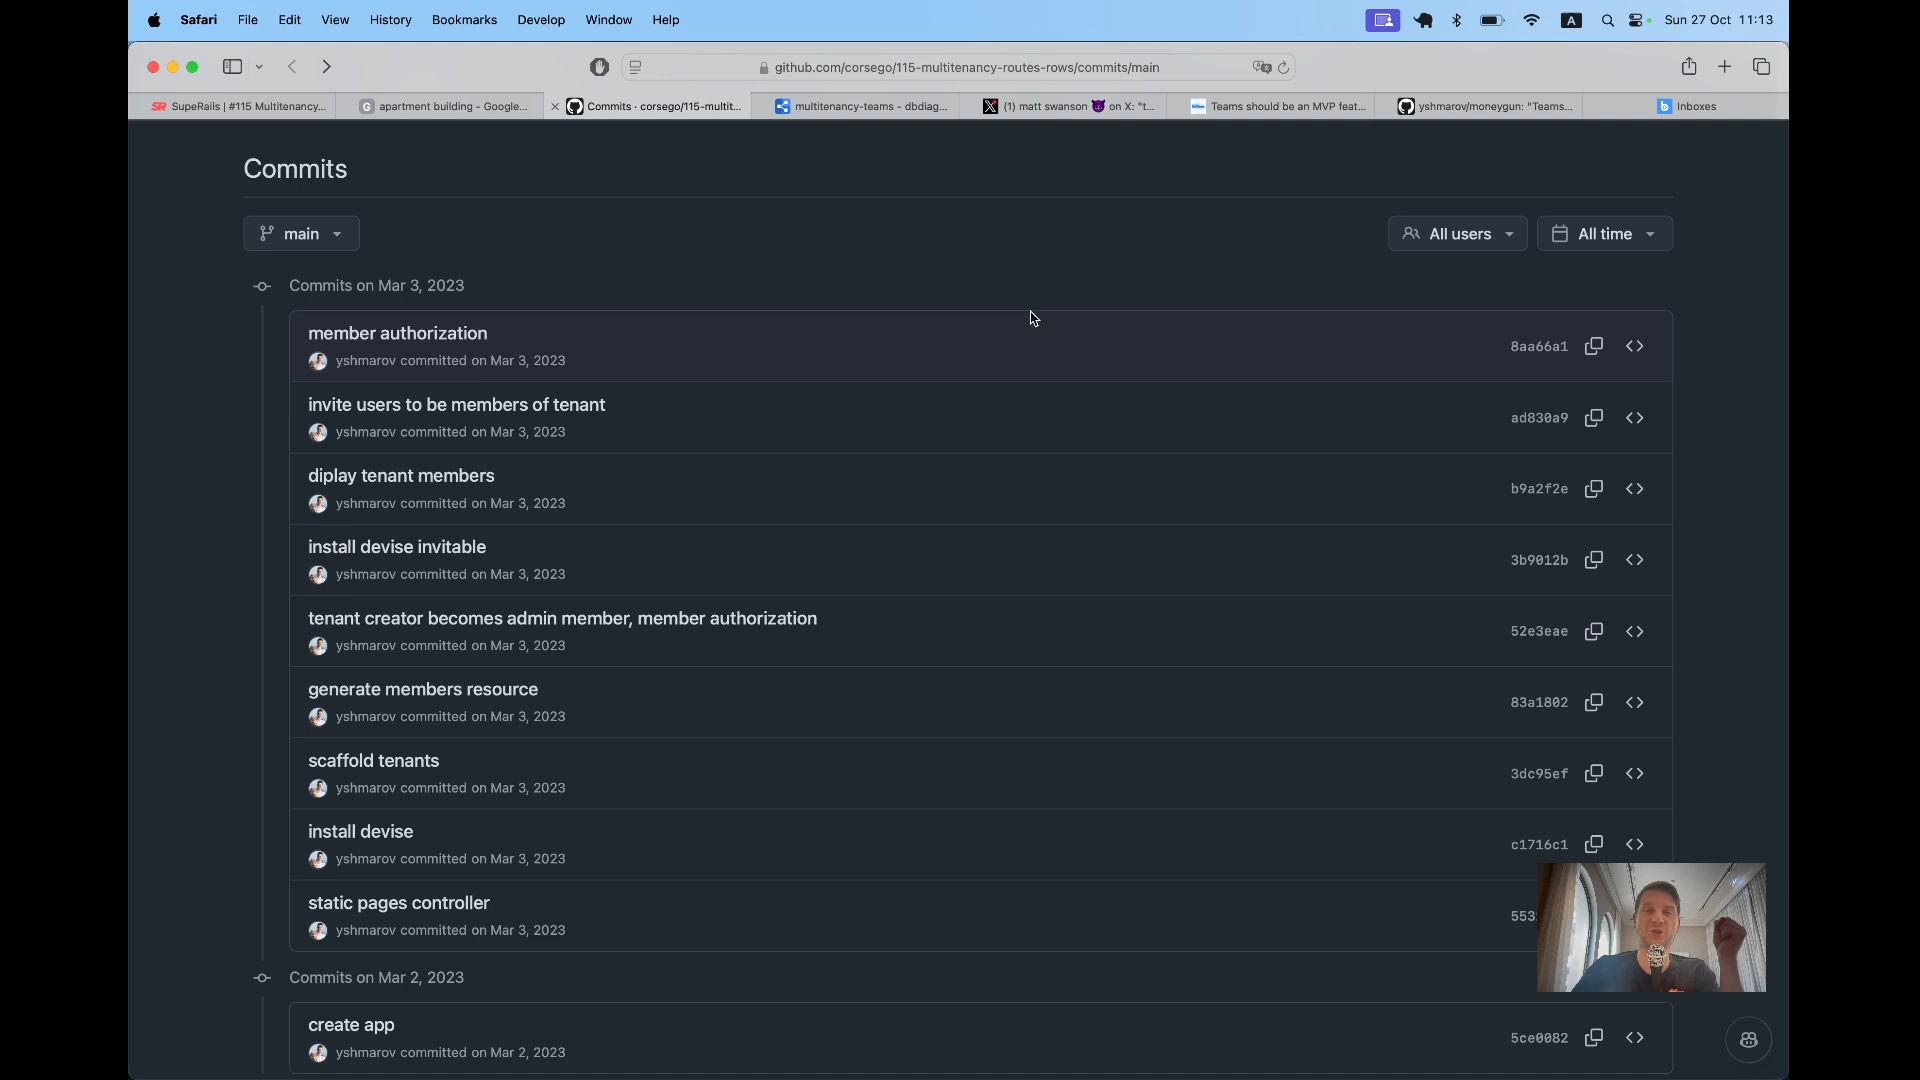 Safari File Edit View History Bookmarks Develop Window Help
A Sun 27 Oct 11:13
github.com/corsego/115-multitenancy-routes-rows/commits/main
SR SupeRails | #115 Multitenancy...
G apartment building - Google...
Commits · corsego/115-multit...
multitenancy-teams - dbdiag...
(1) matt swanson 😈 on X: "t...
Teams should be an MVP feat...
yshmarov/moneygun: "Teams...
b Inboxes
Commits
main
All users
All time
Commits on Mar 3, 2023
member authorization
yshmarov committed on Mar 3, 2023
8aa66a1
invite users to be members of tenant
yshmarov committed on Mar 3, 2023
ad830a9
diplay tenant members
yshmarov committed on Mar 3, 2023
b9a2f2e
install devise invitable
yshmarov committed on Mar 3, 2023
3b9012b
tenant creator becomes admin member, member authorization
yshmarov committed on Mar 3, 2023
52e3eae
generate members resource
yshmarov committed on Mar 3, 2023
83a1802
scaffold tenants
yshmarov committed on Mar 3, 2023
3dc95ef
install devise
yshmarov committed on Mar 3, 2023
c1716c1
static pages controller
yshmarov committed on Mar 3, 2023
Commits on Mar 2, 2023
create app
yshmarov committed on Mar 2, 2023
5ce0082